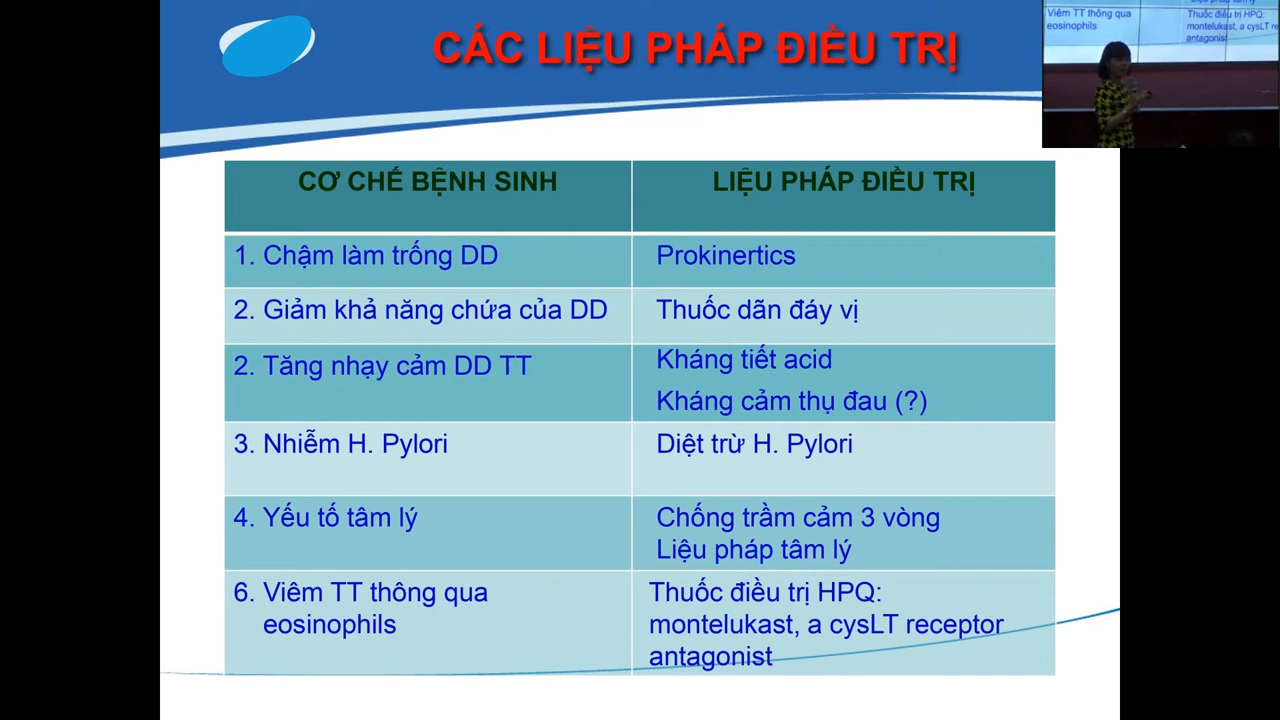 CÁC LIỆU PHÁP ĐIỀU TRỊ
Viêm TT thông qua
eosinophils
Thuốc điều trị HPQ:
montelukast, a cysLT re
antagonist
CƠ CHẾ BỆNH SINH
LIỆU PHÁP ĐIỀU TRỊ
1. Chậm làm trống DD
Prokinertics
2. Giảm khả năng chứa của DD
Thuốc dãn đáy vị
2. Tăng nhạy cảm DD TT
Kháng tiết acid
Kháng cảm thụ đau (?)
3. Nhiễm H. Pylori
Diệt trừ H. Pylori
4. Yếu tố tâm lý
Chống trầm cảm 3 vòng
Liệu pháp tâm lý
6. Viêm TT thông qua
eosinophils
Thuốc điều trị HPQ:
montelukast, a cysLT receptor
antagonist